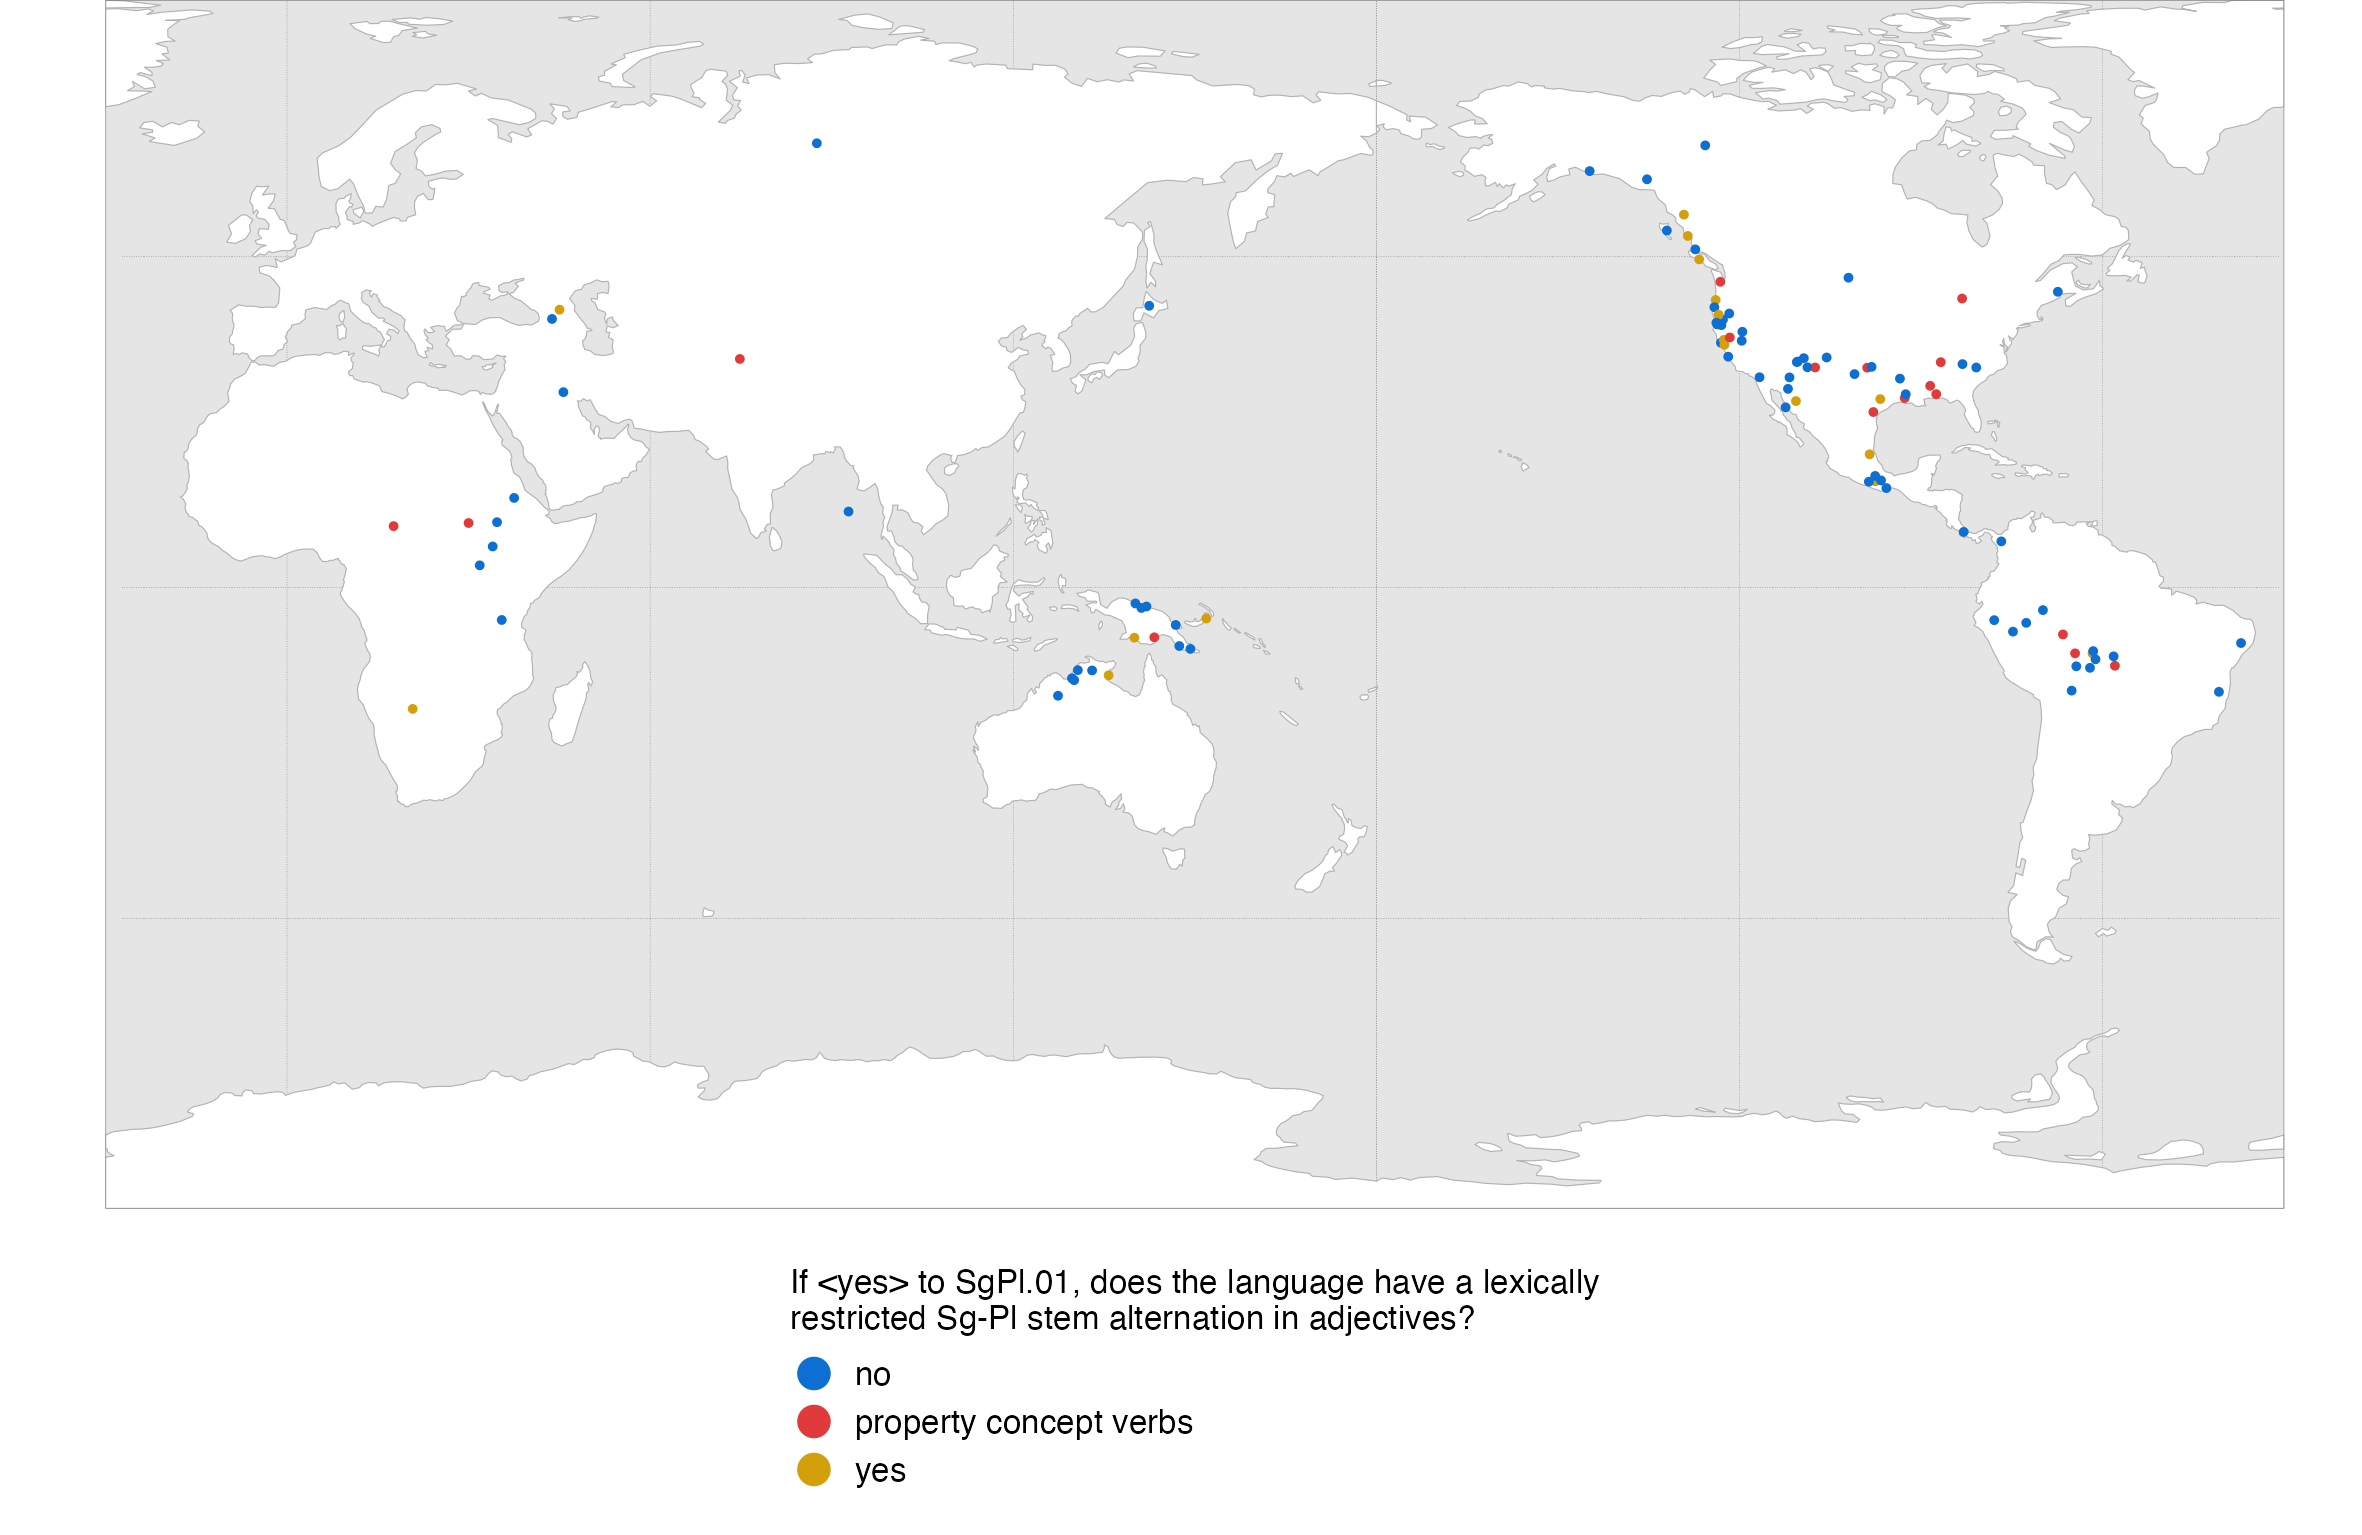 If <yes> to SgPl.01, does the language have a lexically
restricted Sg-Pl stem alternation in adjectives?
no
property concept verbs
yes